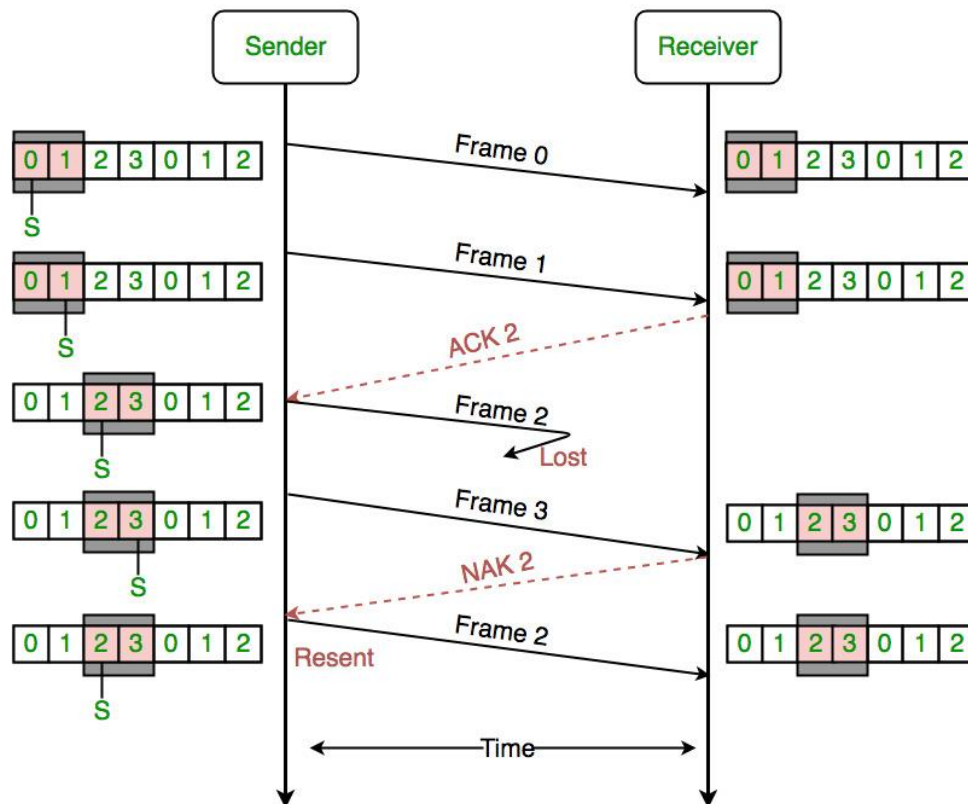 Sender
Receiver
Frame 0
0 1 2 3 0 1 2
0 1 2 3 0 1 2
S
Frame 1
0 1 2 3 0 1 2
0 1 2 3 0 1 2
S
ACK 2
Frame 2
0 1 2 3 0 1 2
Lost
S
Frame 3
0 1 2 3 0 1 2
0 1 2 3 0 1 2
NAK 2
S
Frame 2
0 1 2 3 0 1 2
0 1 2 3 0 1 2
Resent
S
Time